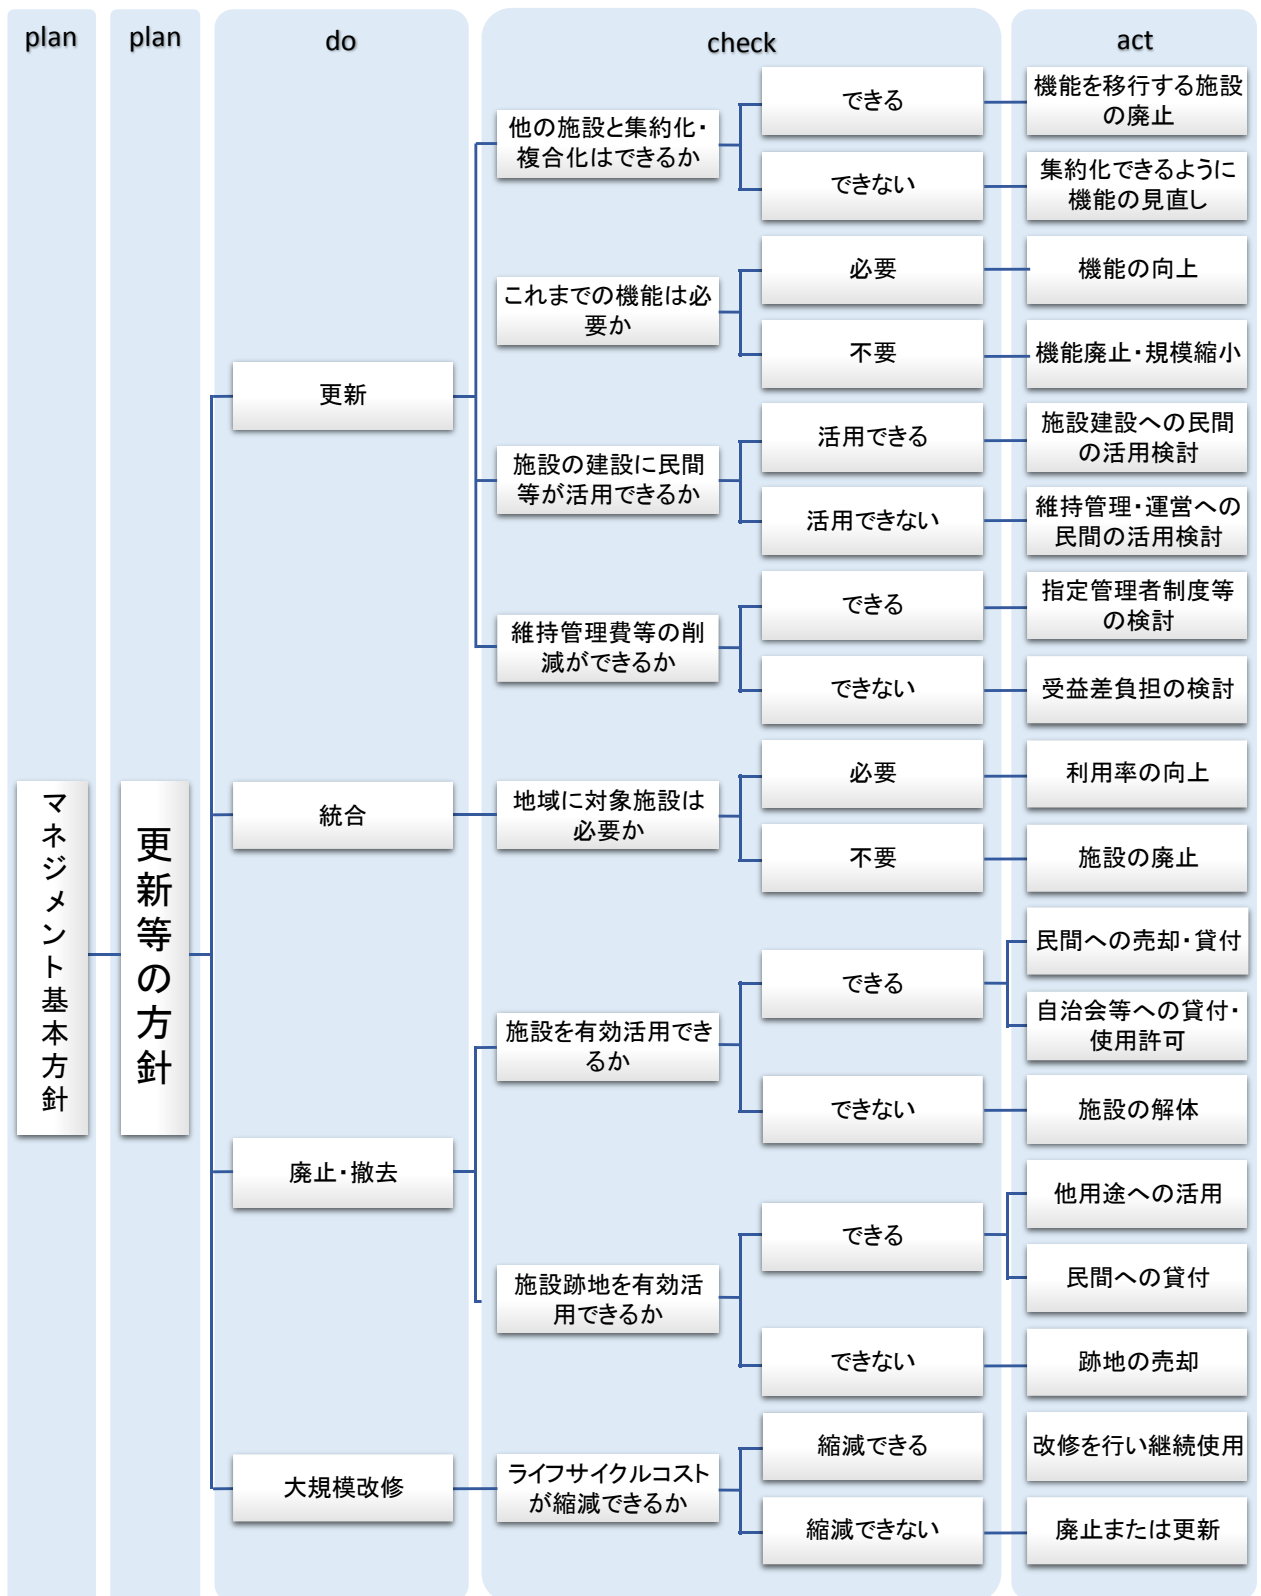 plan
plan
do
check
act
マネジメント基本方針
更新等の方針
更新
他の施設と集約化・
複合化はできるか
できる
機能を移行する施設
の廃止
できない
集約化できるように
機能の見直し
これまでの機能は必
要か
必要
機能の向上
不要
機能廃止・規模縮小
施設の建設に民間
等が活用できるか
活用できる
施設建設への民間
の活用検討
活用できない
維持管理・運営への
民間の活用検討
維持管理費等の削
減ができるか
できる
指定管理者制度等
の検討
できない
受益差負担の検討
統合
地域に対象施設は
必要か
必要
利用率の向上
不要
施設の廃止
廃止・撤去
施設を有効活用でき
るか
できる
民間への売却・貸付
自治会等への貸付・
使用許可
できない
施設の解体
施設跡地を有効活
用できるか
できる
他用途への活用
民間への貸付
できない
跡地の売却
大規模改修
ライフサイクルコスト
が縮減できるか
縮減できる
改修を行い継続使用
縮減できない
廃止または更新